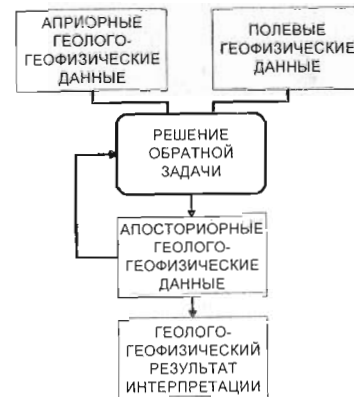 АПРИОРНЫЕ
ГЕОЛОГО-
ГЕОФИЗИЧЕСКИЕ
ДАННЫЕ
ПОЛЕВЫЕ
ГЕОФИЗИЧЕСКИЕ
ДАННЫЕ
РЕШЕНИЕ
ОБРАТНОЙ
ЗАДАЧИ
АПОСТОРИОРНЫЕ
ГЕОЛОГО-
ГЕОФИЗИЧЕСКИЕ
ДАННЫЕ
ГЕОЛОГО-
ГЕОФИЗИЧЕСКИЙ
РЕЗУЛЬТАТ
ИНТЕРПРЕТАЦИИ